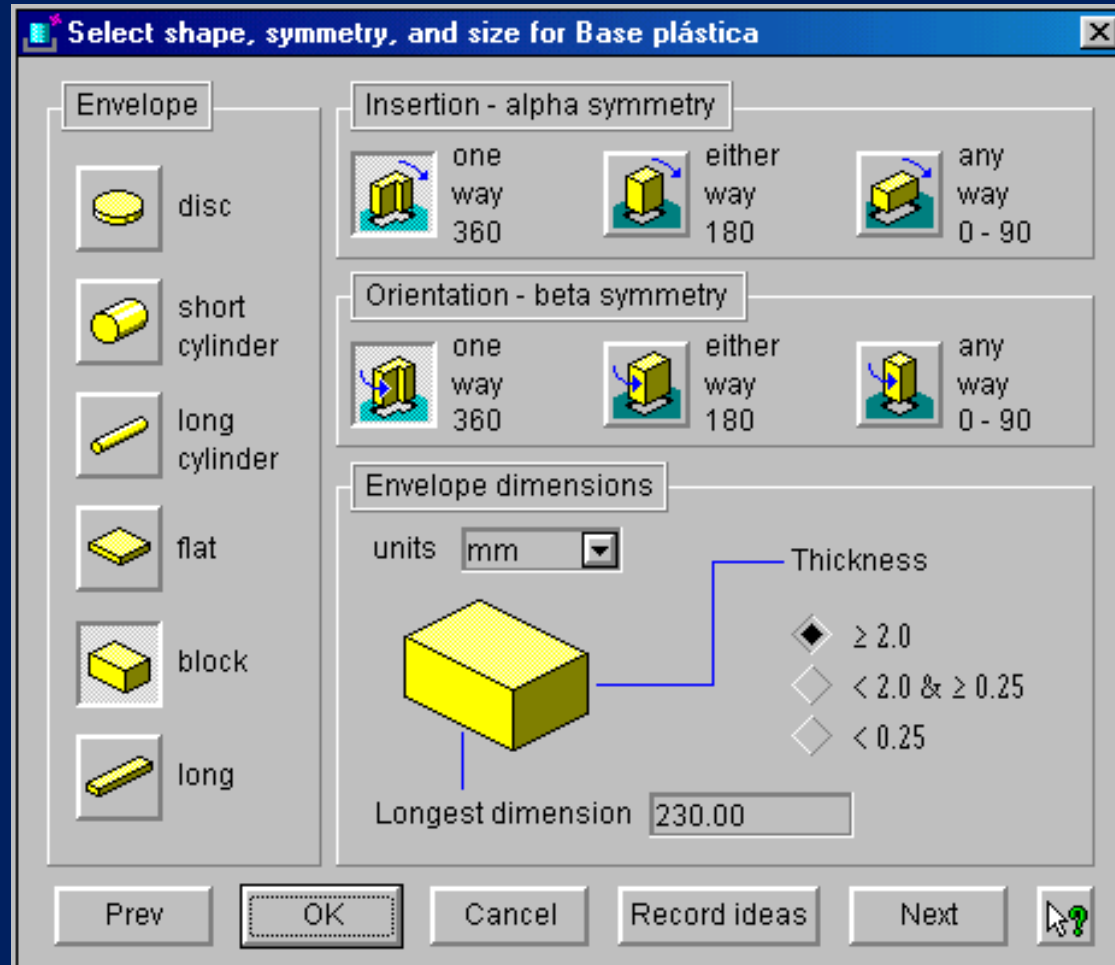 Select shape, symmetry, and size for Base plástica
Envelope
disc
short
cylinder
long
cylinder
flat
block
long
Insertion - alpha symmetry
one
way
360
either
way
180
any
way
0 - 90
Orientation - beta symmetry
one
way
360
either
way
180
any
way
0 - 90
Envelope dimensions
units mm
Thickness
≥ 2.0
< 2.0 & ≥ 0.25
< 0.25
Longest dimension 230.00
Prev OK Cancel Record ideas Next ?